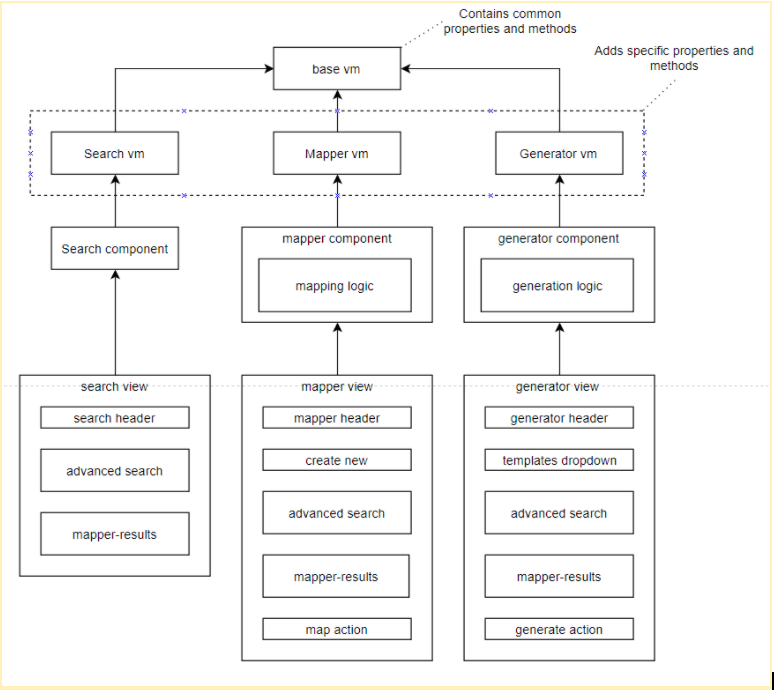 Contains common
properties and methods
Adds specific properties and
methods
base vm
Search vm
Mapper vm
Generator vm
Search component
mapper component
mapping logic
generator component
generation logic
search view
search header
advanced search
mapper-results
mapper view
mapper header
create new
advanced search
mapper-results
map action
generator view
generator header
templates dropdown
advanced search
mapper-results
generate action